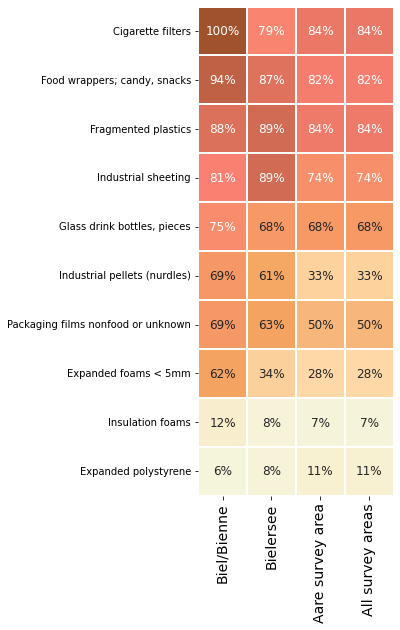 Cigarette filters 100% 79% 84% 84%
Food wrappers; candy, snacks 94% 87% 82% 82%
Fragmented plastics 88% 89% 84% 84%
Industrial sheeting 81% 89% 74% 74%
Glass drink bottles, pieces 75% 68% 68% 68%
Industrial pellets (nurdles) 69% 61% 33% 33%
Packaging films nonfood or unknown 69% 63% 50% 50%
Expanded foams < 5mm 62% 34% 28% 28%
Insulation foams 12% 8% 7% 7%
Expanded polystyrene 6% 8% 11% 11%
Biel/Bienne
Bielersee
Aare survey area
All survey areas